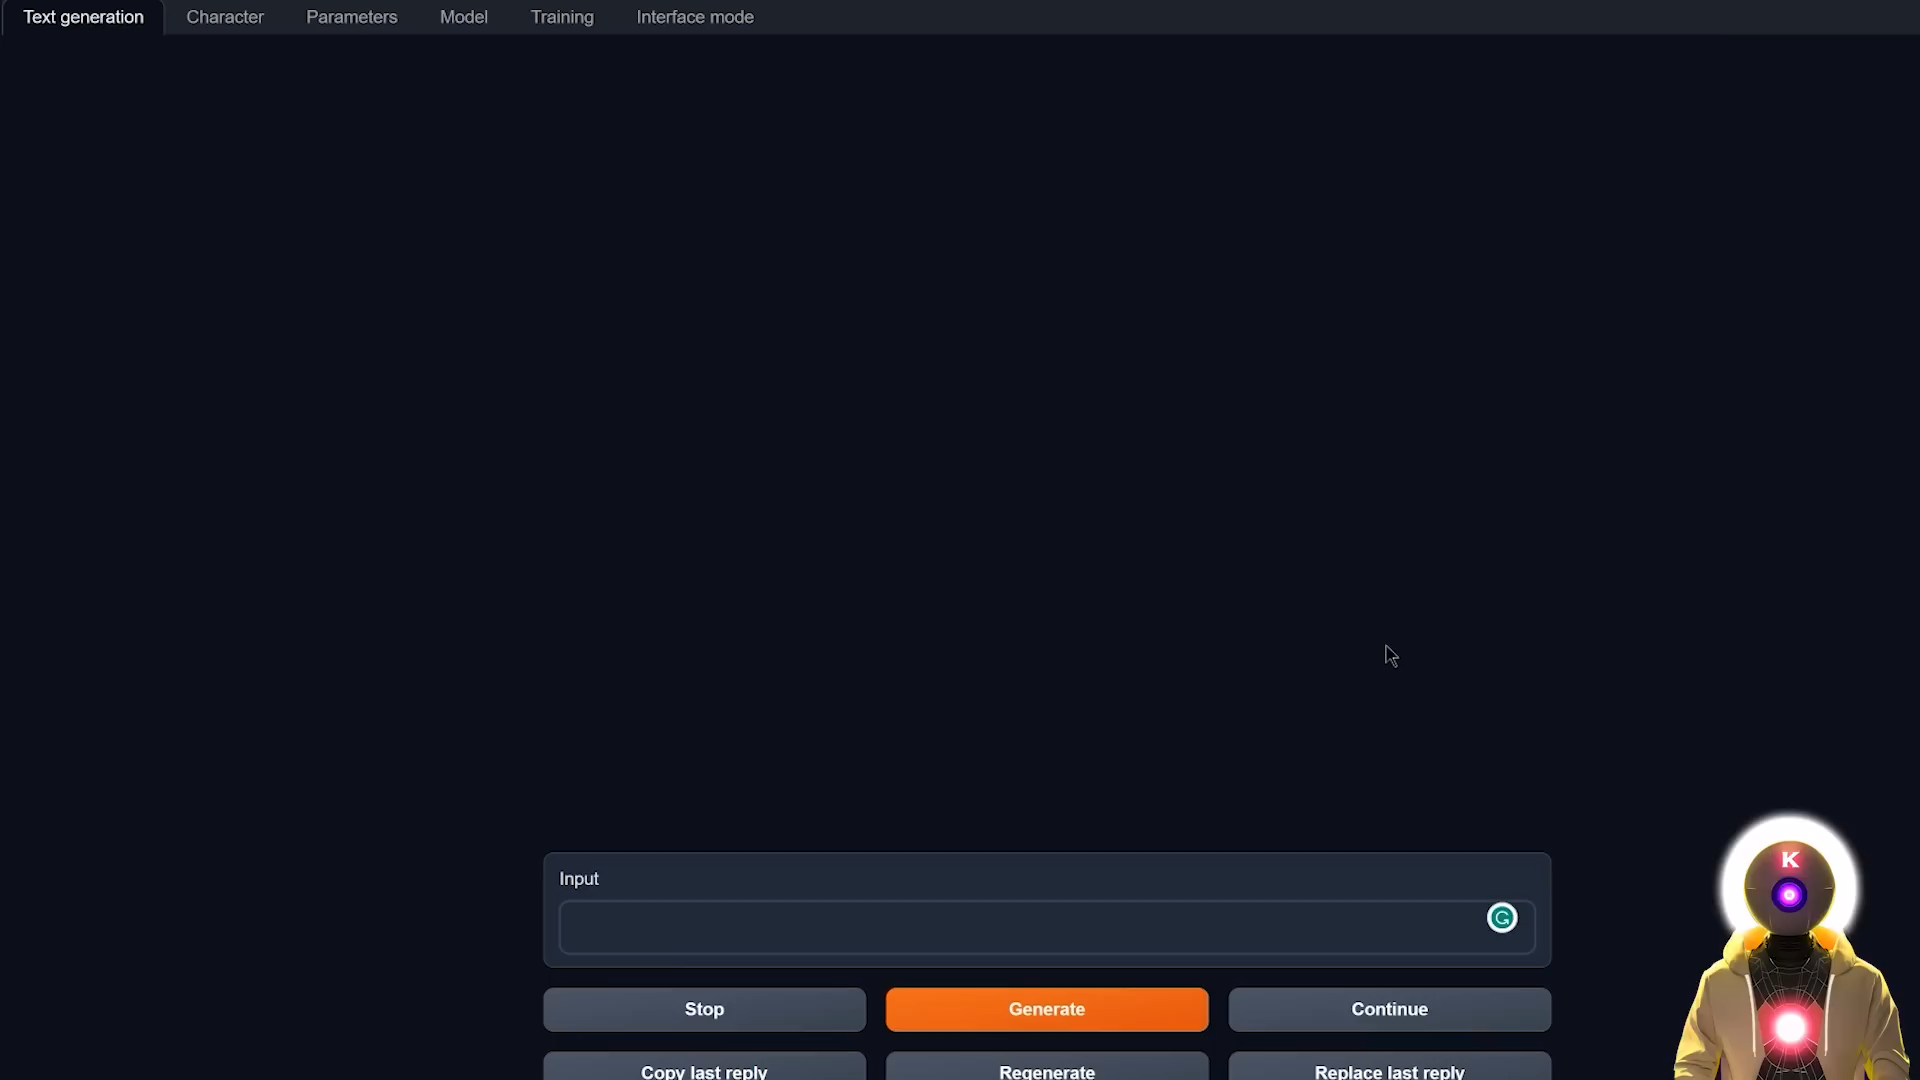 Text generation
Character
Parameters
Model
Training
Interface mode
Input
Stop
Generate
Continue
Copy last reply
Regenerate
Replace last reply
K